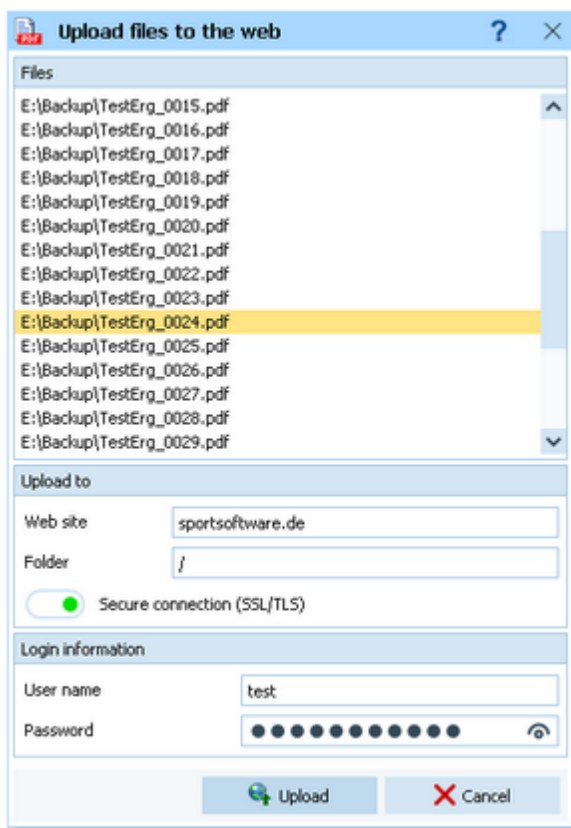 PDF
Upload files to the web ?
Files
E:\Backup\TestErg_0015.pdf
E:\Backup\TestErg_0016.pdf
E:\Backup\TestErg_0017.pdf
E:\Backup\TestErg_0018.pdf
E:\Backup\TestErg_0019.pdf
E:\Backup\TestErg_0020.pdf
E:\Backup\TestErg_0021.pdf
E:\Backup\TestErg_0022.pdf
E:\Backup\TestErg_0023.pdf
E:\Backup\TestErg_0024.pdf
E:\Backup\TestErg_0025.pdf
E:\Backup\TestErg_0026.pdf
E:\Backup\TestErg_0027.pdf
E:\Backup\TestErg_0028.pdf
E:\Backup\TestErg_0029.pdf
Upload to
Web site sportsoftware.de
Folder /
Secure connection (SSL/TLS)
Login information
User name test
Password ●●●●●●●●●●●
Upload Cancel